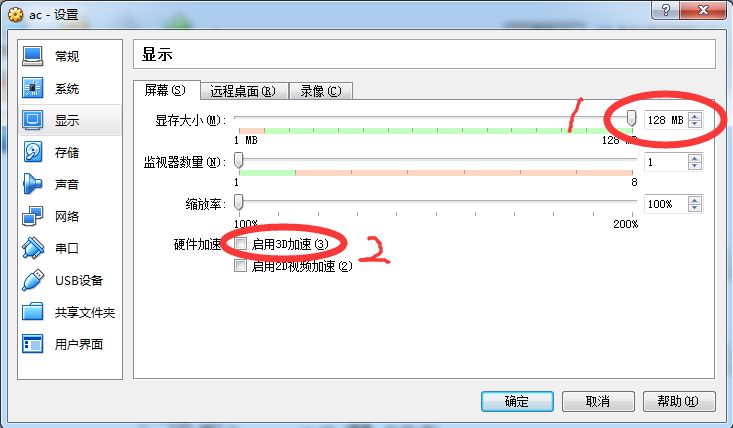 ac - 设置
常规
系统
显示
存储
声音
网络
串口
USB设备
共享文件夹
用户界面
显示
屏幕(S) 远程桌面(R) 录像(C)
显存大小(M): 128 MB
1 MB 128 MB
1
监视器数量(N): 1
1 8
缩放率: 100%
100% 200%
硬件加速: 启用3D加速(3)
2
启用2D视频加速(2)
确定 取消 帮助(H)